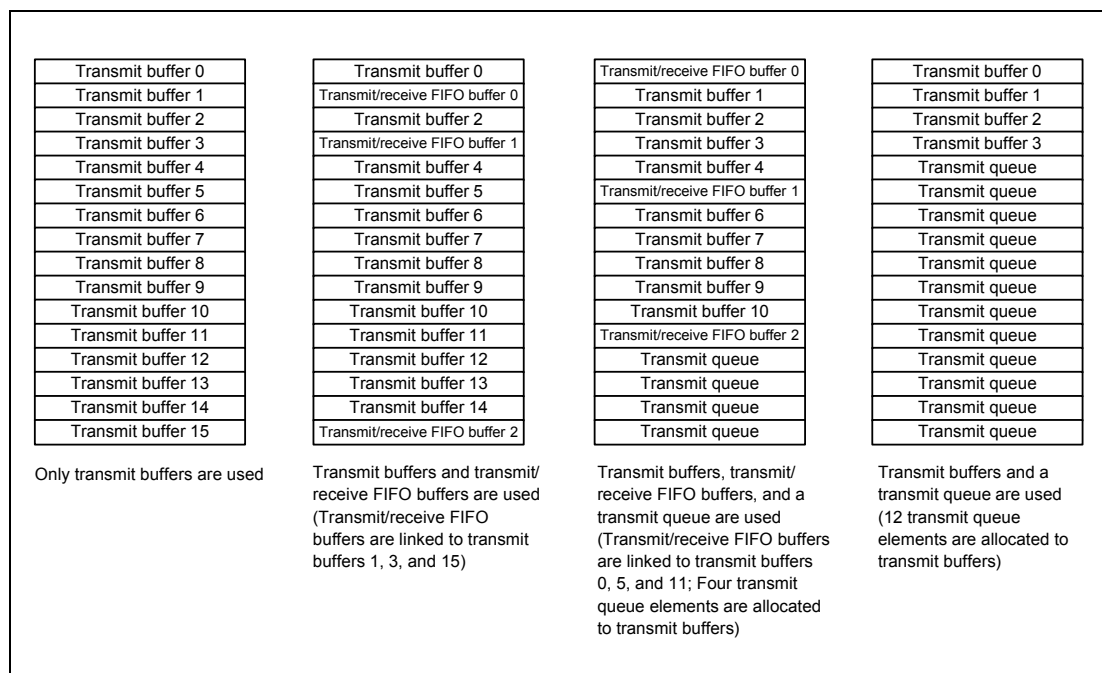 Transmit buffer 0
Transmit buffer 1
Transmit buffer 2
Transmit buffer 3
Transmit buffer 4
Transmit buffer 5
Transmit buffer 6
Transmit buffer 7
Transmit buffer 8
Transmit buffer 9
Transmit buffer 10
Transmit buffer 11
Transmit buffer 12
Transmit buffer 13
Transmit buffer 14
Transmit buffer 15
Only transmit buffers are used
Transmit buffer 0
Transmit/receive FIFO buffer 0
Transmit buffer 2
Transmit/receive FIFO buffer 1
Transmit buffer 4
Transmit buffer 5
Transmit buffer 6
Transmit buffer 7
Transmit buffer 8
Transmit buffer 9
Transmit buffer 10
Transmit buffer 11
Transmit buffer 12
Transmit buffer 13
Transmit buffer 14
Transmit/receive FIFO buffer 2
Transmit buffers and transmit/
receive FIFO buffers are used
(Transmit/receive FIFO
buffers are linked to transmit
buffers 1, 3, and 15)
Transmit/receive FIFO buffer 0
Transmit buffer 1
Transmit buffer 2
Transmit buffer 3
Transmit buffer 4
Transmit/receive FIFO buffer 1
Transmit buffer 6
Transmit buffer 7
Transmit buffer 8
Transmit buffer 9
Transmit buffer 10
Transmit/receive FIFO buffer 2
Transmit queue
Transmit queue
Transmit queue
Transmit queue
Transmit buffers, transmit/
receive FIFO buffers, and a
transmit queue are used
(Transmit/receive FIFO buffers
are linked to transmit buffers
0, 5, and 11; Four transmit
queue elements are allocated
to transmit buffers)
Transmit buffer 0
Transmit buffer 1
Transmit buffer 2
Transmit buffer 3
Transmit queue
Transmit queue
Transmit queue
Transmit queue
Transmit queue
Transmit queue
Transmit queue
Transmit queue
Transmit queue
Transmit queue
Transmit queue
Transmit queue
Transmit buffers and a
transmit queue are used
(12 transmit queue
elements are allocated to
transmit buffers)